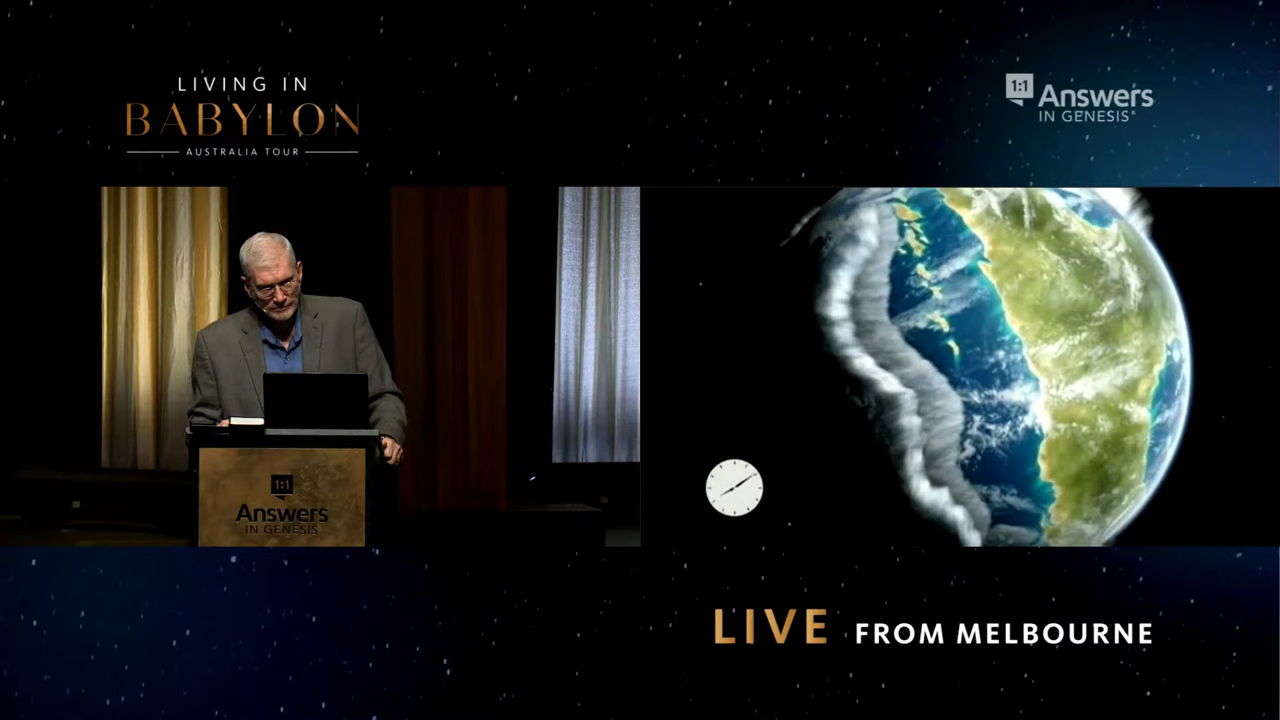 LIVING IN
BABYLON
AUSTRALIA TOUR
1:1
Answers
IN GENESIS®
1:1
Answers
IN GENESIS
LIVE FROM MELBOURNE